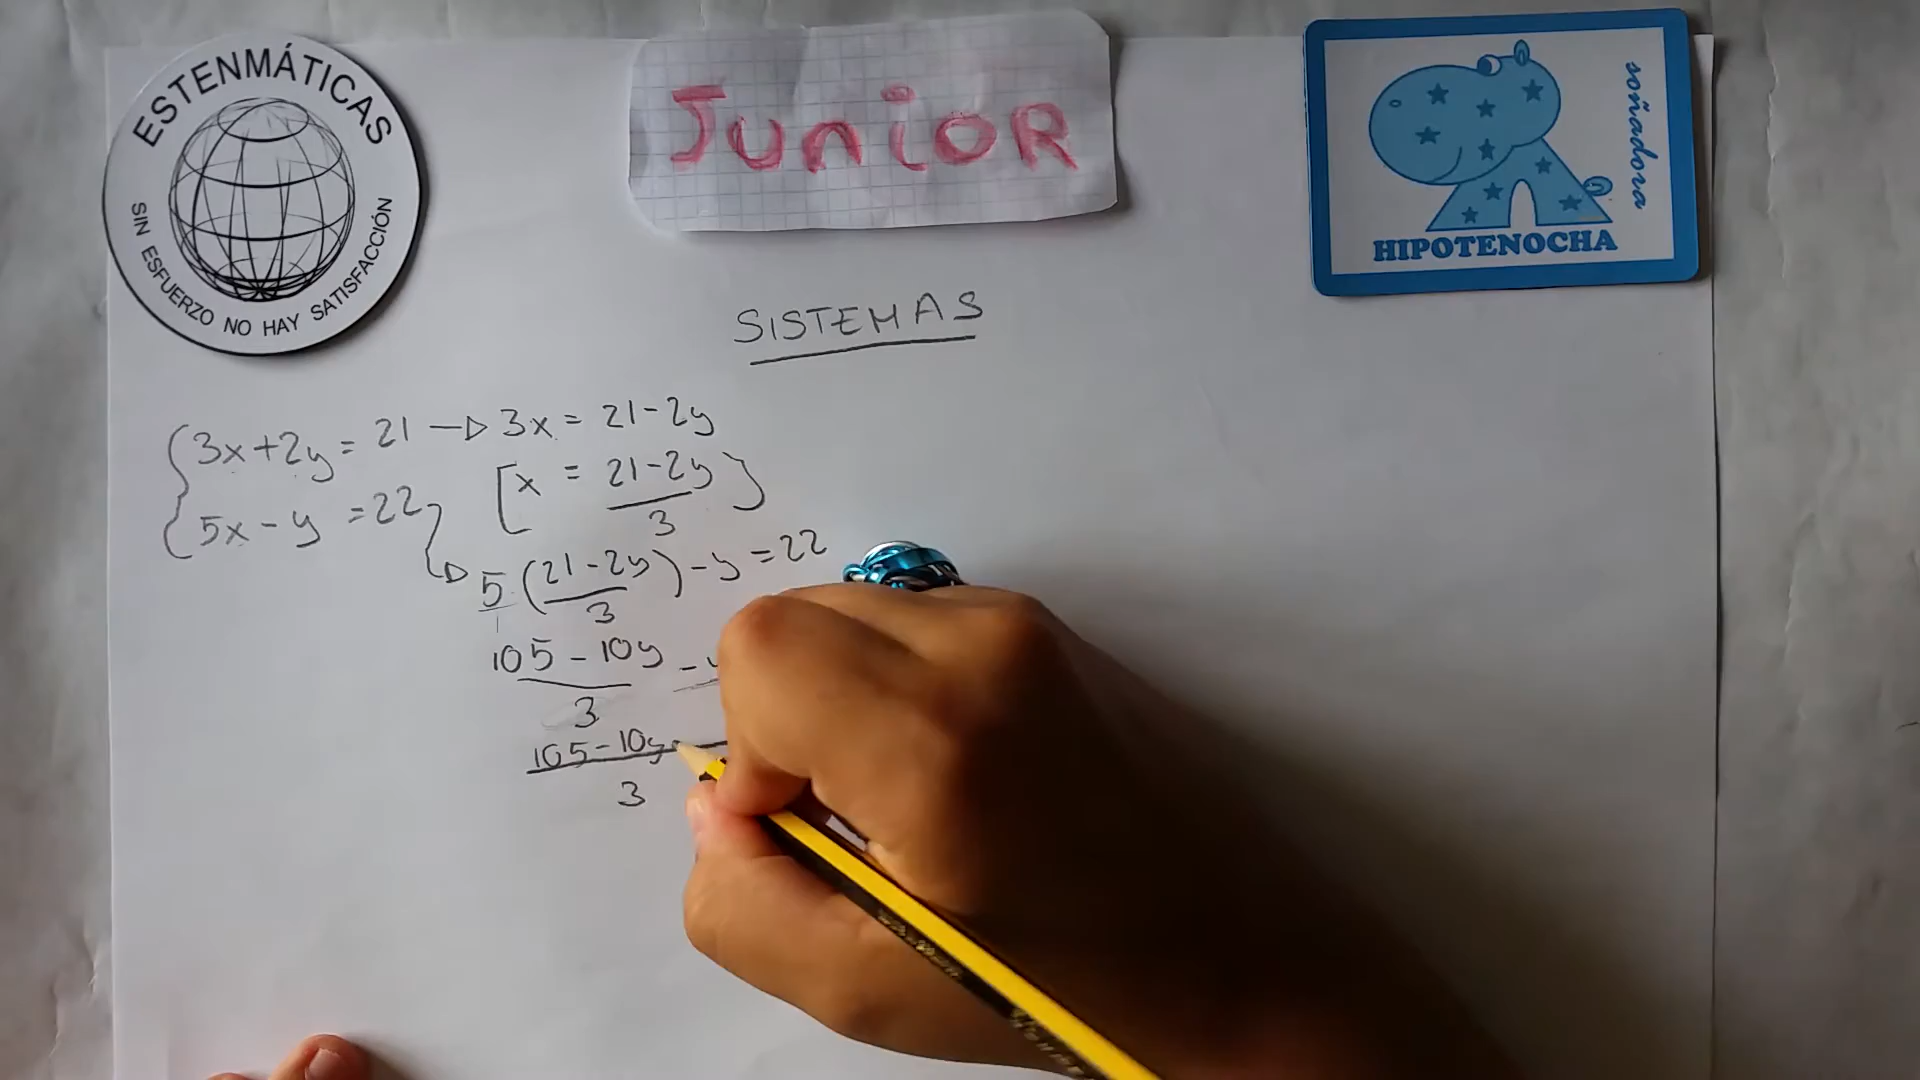 ESTENMÁTICAS
SIN ESFUERZO NO HAY SATISFACCIÓN
JUNiOR
soñadora
HIPOTENOCHA
SISTEMAS
3x+2y = 21 → 3x = 21-2y
[x = 21-2y / 3]
5x - y = 22
5 (21-2y / 3) - y = 22
105 - 10y -
3
105 - 10y
3